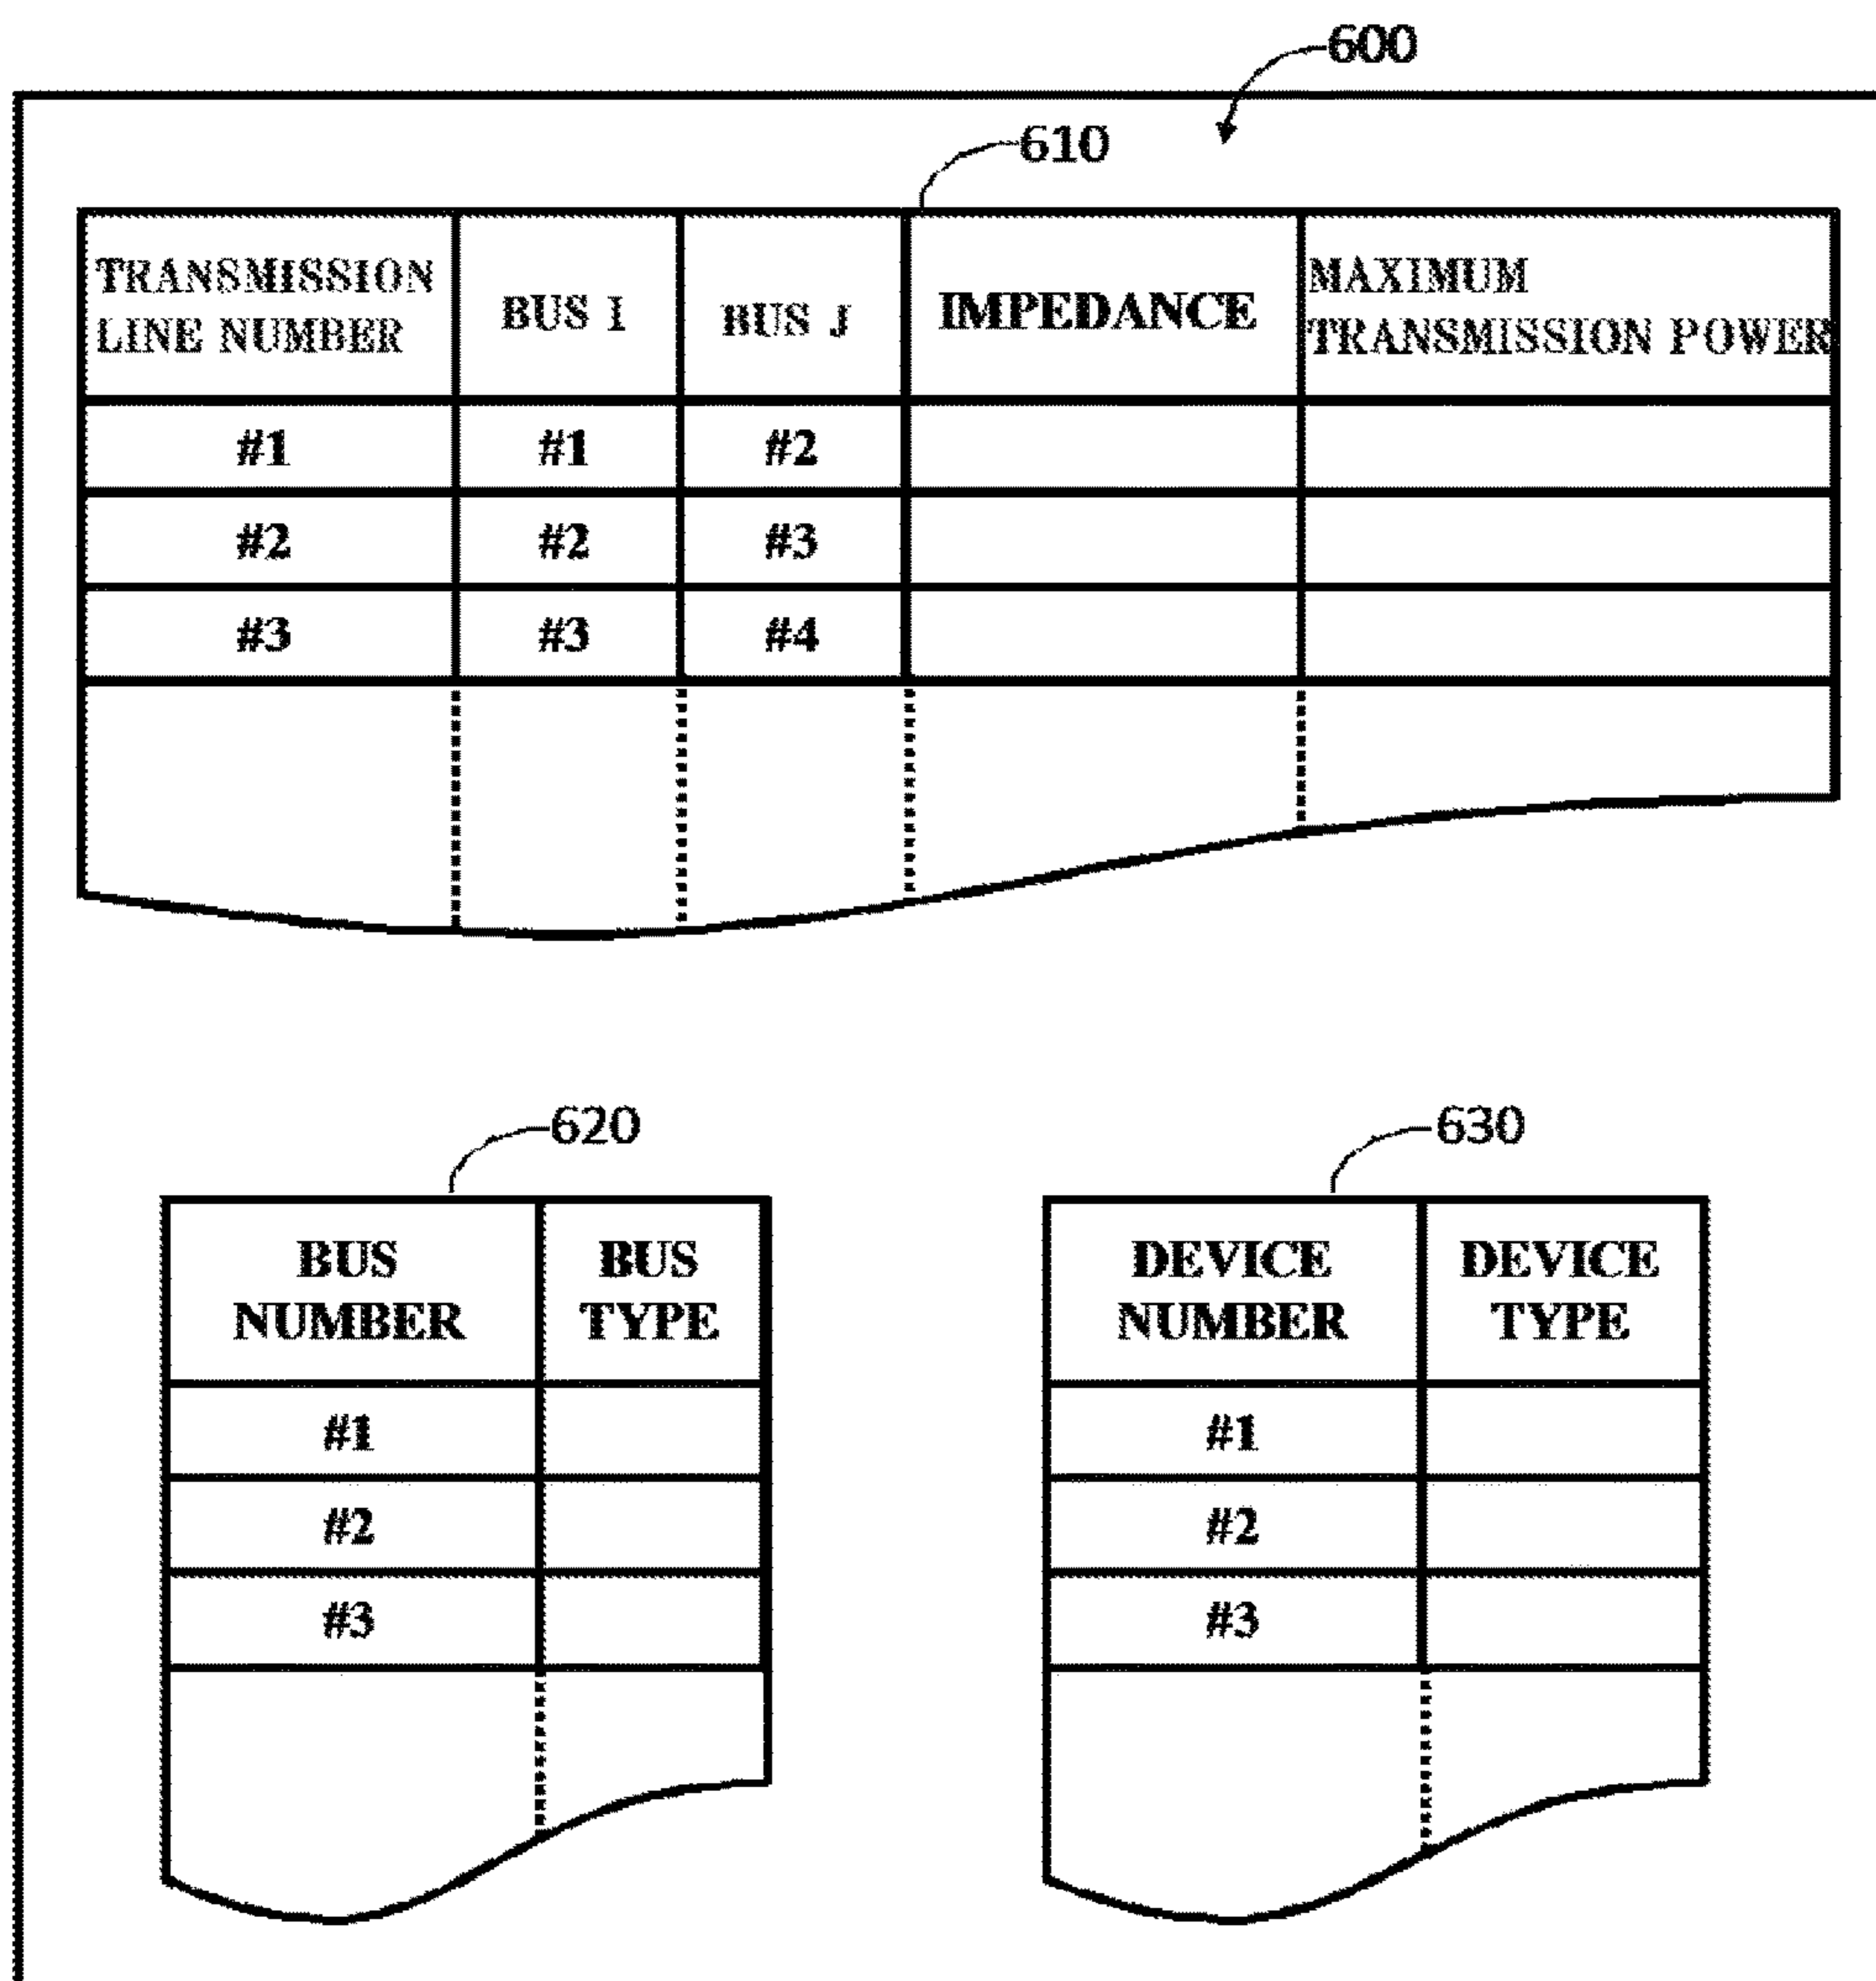 600
610
TRANSMISSION LINE NUMBER BUS I BUS J IMPEDANCE MAXIMUM TRANSMISSION POWER
#1 #1 #2
#2 #2 #3
#3 #3 #4
620
BUS NUMBER BUS TYPE
#1
#2
#3
630
DEVICE NUMBER DEVICE TYPE
#1
#2
#3